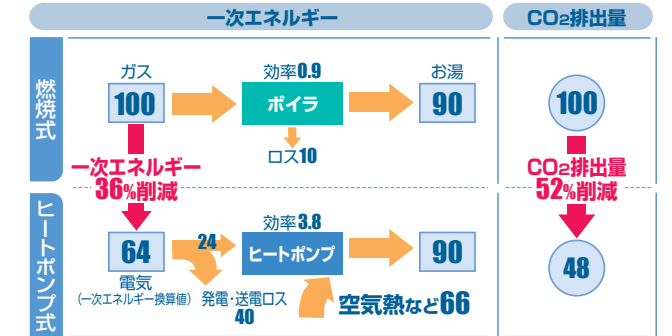 一次エネルギー
CO2排出量
燃焼式
ガス
100
効率0.9
ボイラ
ロス10
お湯
90
100
一次エネルギー
36%削減
CO2排出量
52%削減
ヒートポンプ式
64
電気
(一次エネルギー換算値)
24
発電・送電ロス
40
効率3.8
ヒートポンプ
空気熱など66
90
48